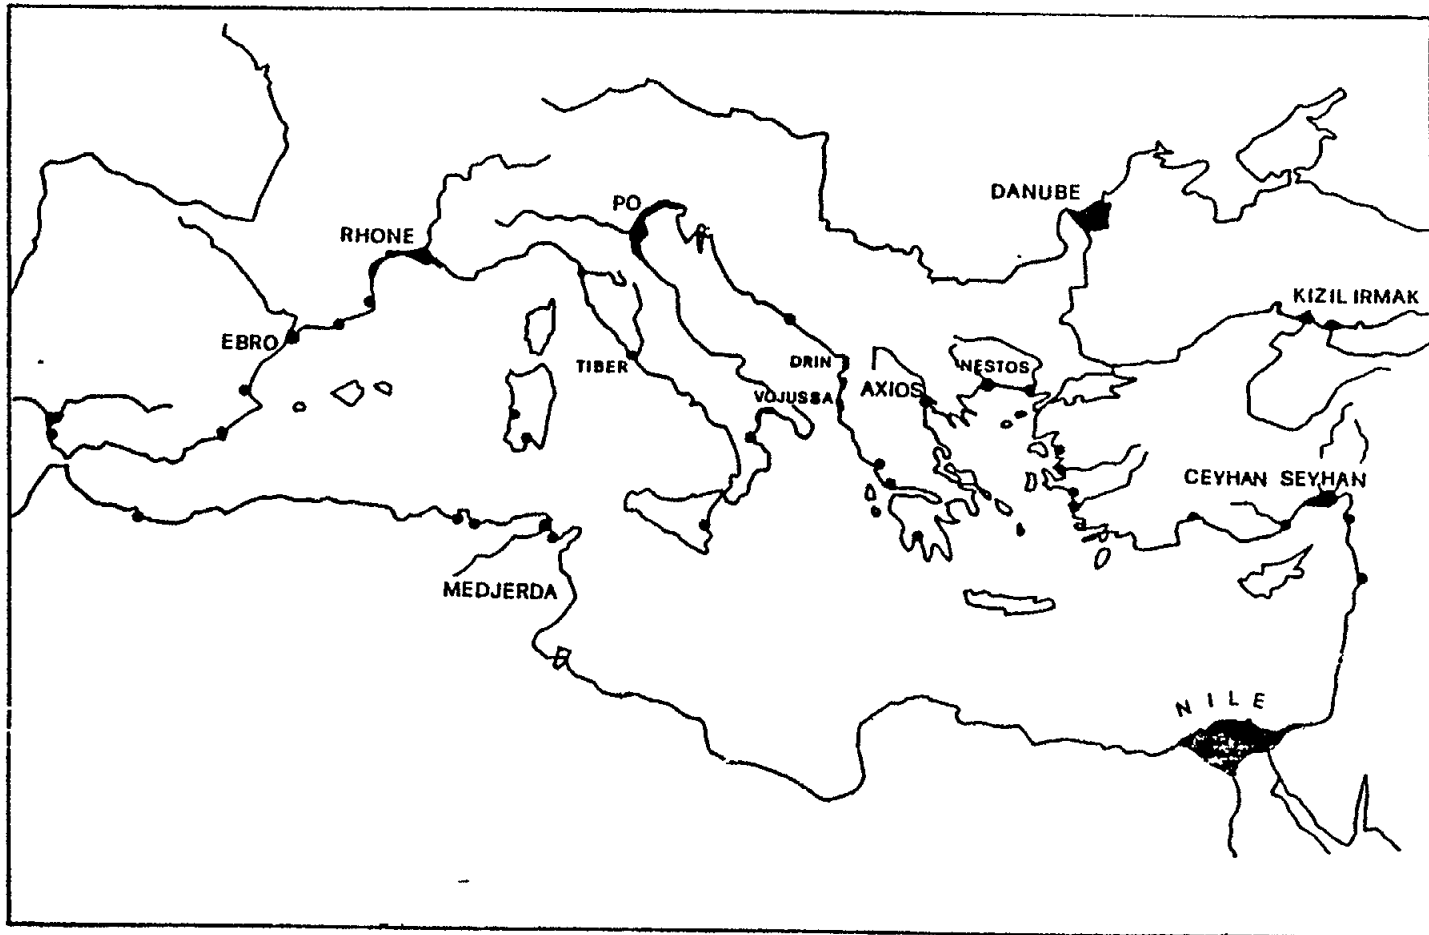 DANUBE
PO
RHONE
KIZIL IRMAK
EBRO
TIBER
DRIN
NESTOS
VOJUSSA
AXIOS
CEYHAN SEYHAN
MEDJERDA
NILE